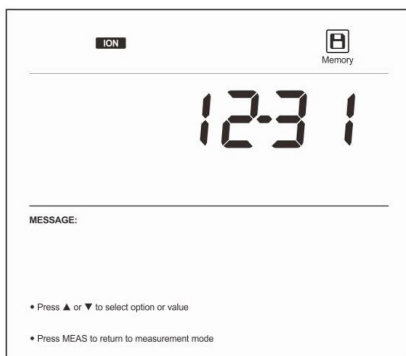 ION
Memory
12-31
MESSAGE:
• Press ▲ or ▼ to select option or value
• Press MEAS to return to measurement mode